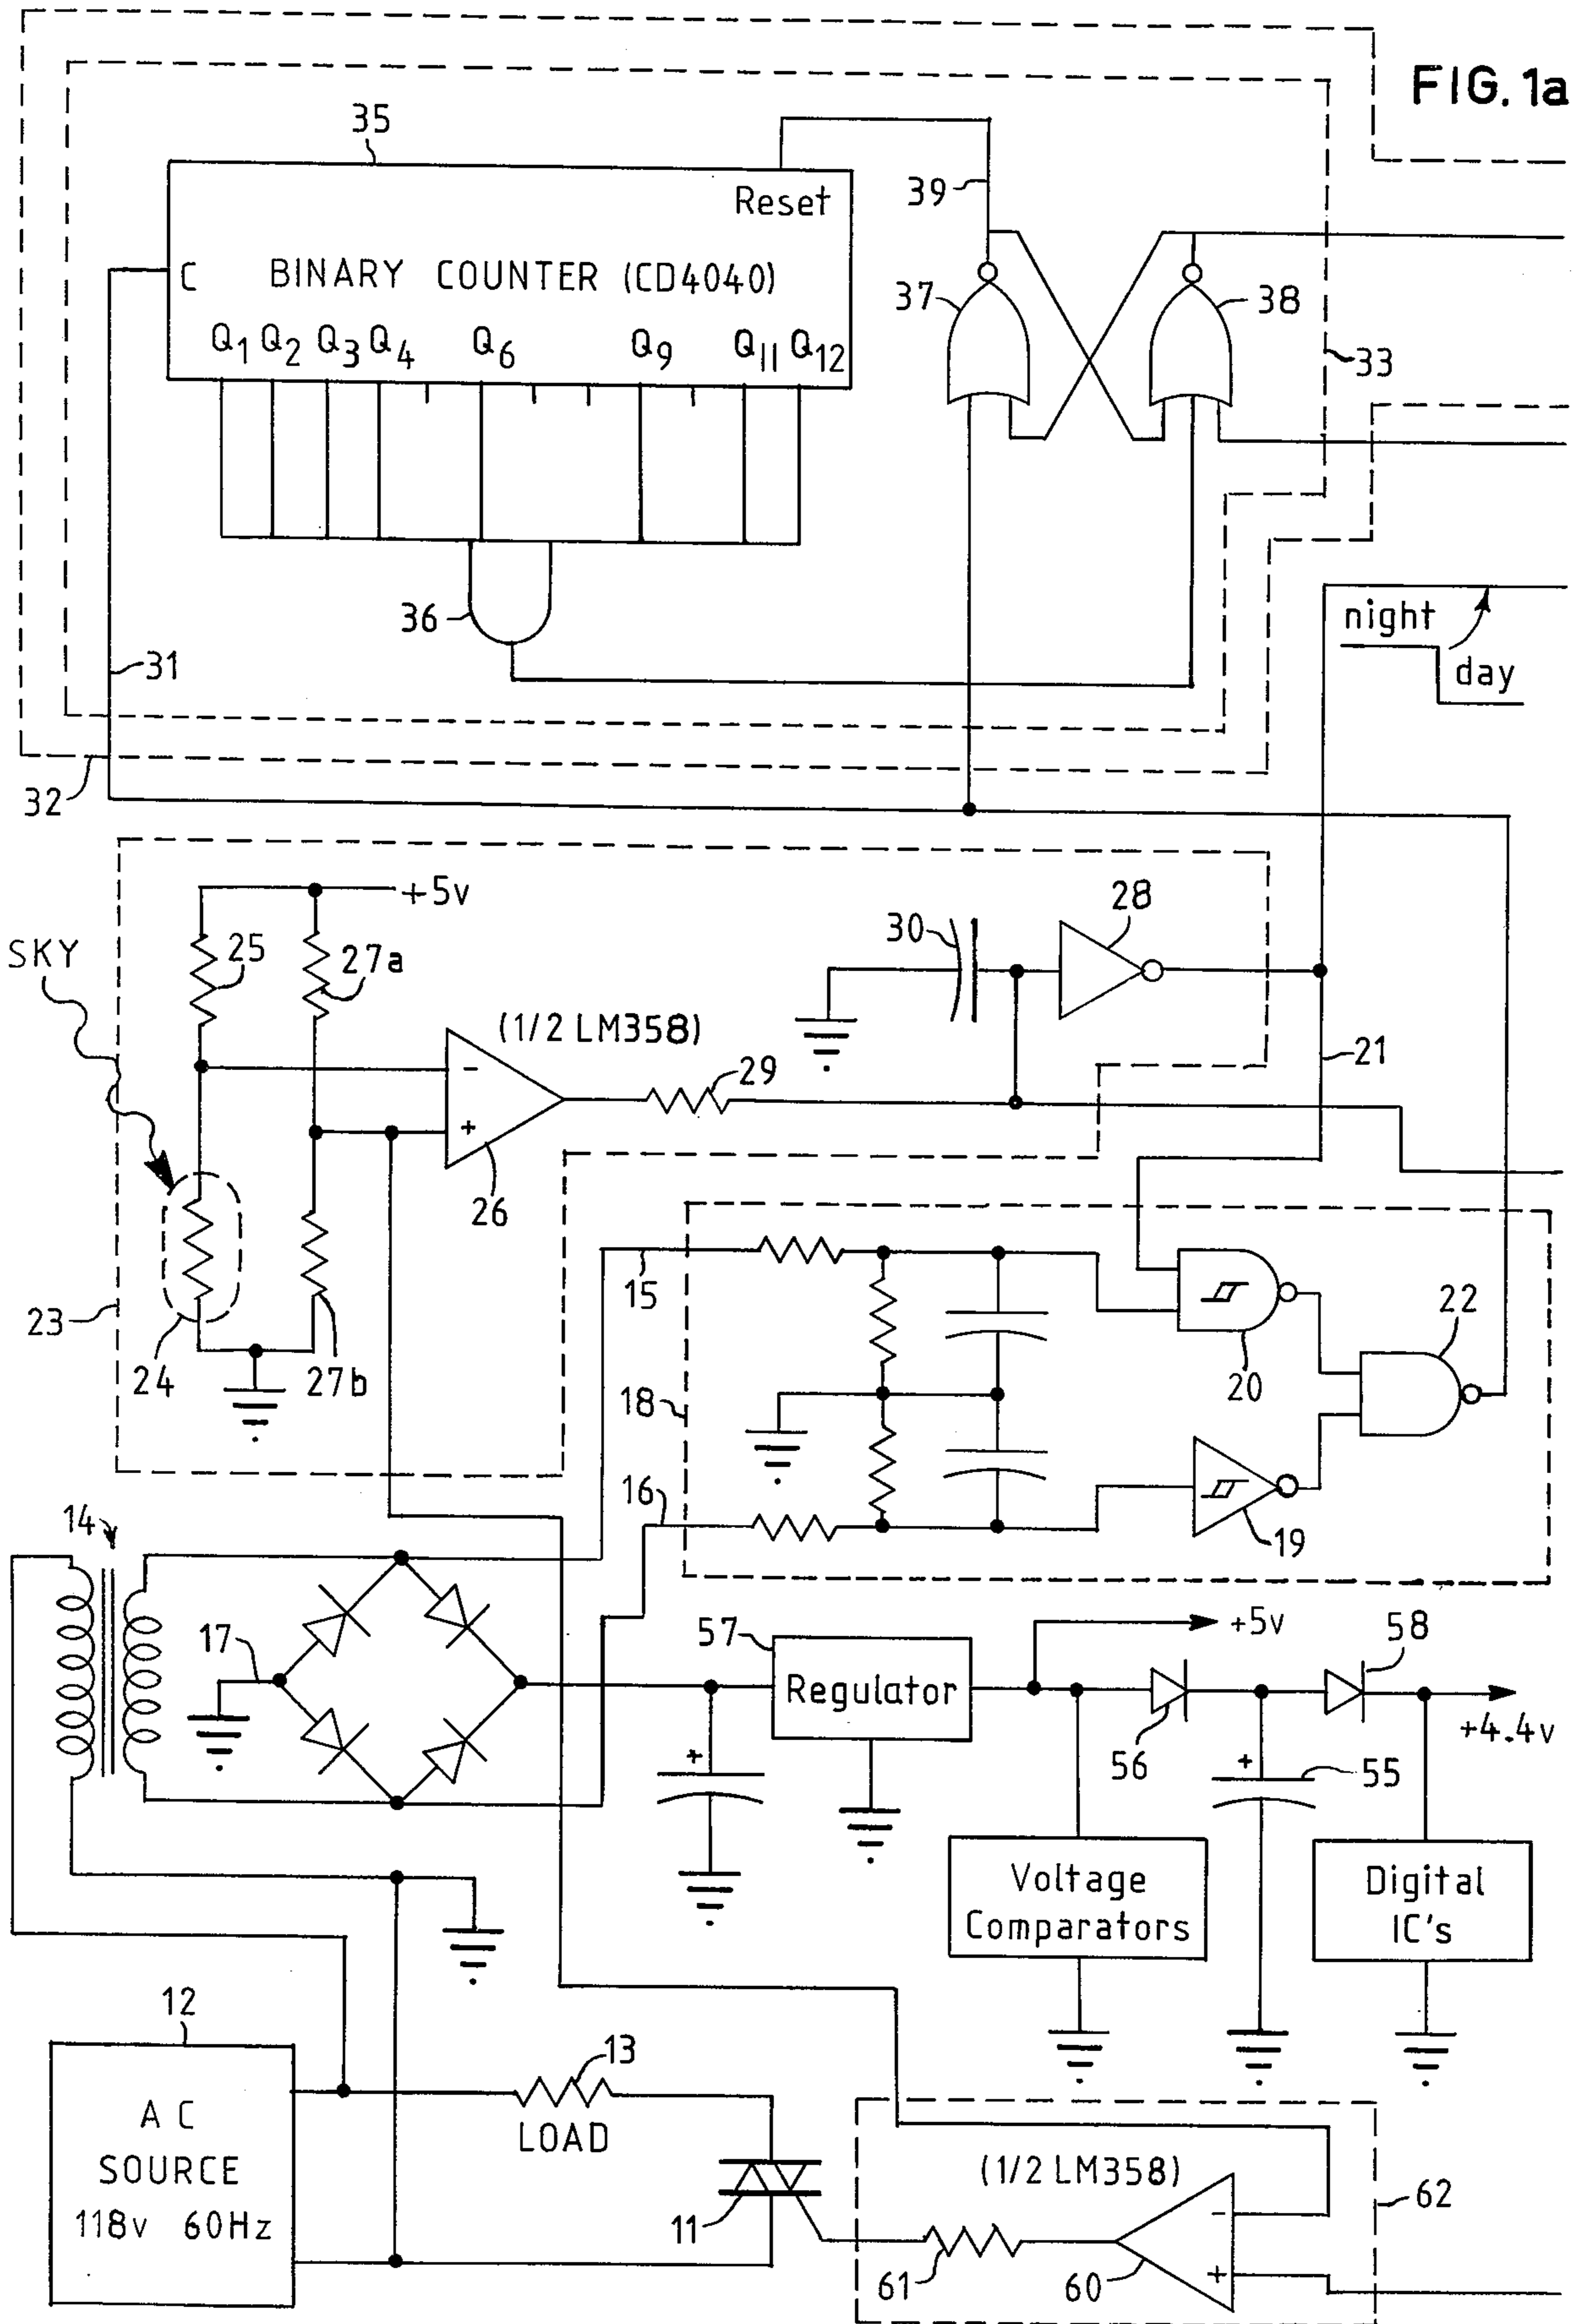 FIG. 1a
35
Reset
39
C
BINARY COUNTER (CD4040)
37
38
Q1 Q2 Q3 Q4 Q6 Q9 Q11 Q12
33
36
night
day
31
32
+5v
28
SKY
25
27a
30
(1/2 LM358)
-
29
21
+
26
15
23
24
27b
18
20
22
16
14
19
17
57
+5v
58
Regulator
+4.4v
56
+
+
55
Voltage
Comparators
Digital
IC's
12
13
AC
SOURCE
118v 60Hz
LOAD
(1/2 LM358)
62
11
-
61
60
+